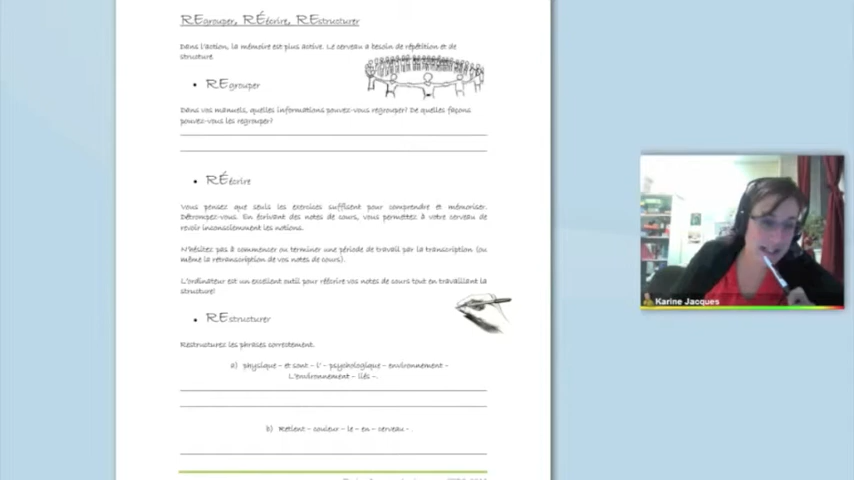 REgrouper, RÉécrire, REstructurer
Dans l'action, la mémoire est plus active. Le cerveau a besoin de répétition et de
structure.
• REgrouper
Dans vos manuels, quelles informations pouvez-vous regrouper? De quelles façons
pouvez-vous les regrouper?
• RÉécrire
Vous pensez que seuls les exercices suffisent pour comprendre et mémoriser.
Détrompez-vous. En écrivant des notes de cours, vous permettez à votre cerveau de
revoir inconsciemment les notions.
N'hésitez pas à commencer ou terminer une période de travail par la transcription (ou
même la retranscription de vos notes de cours).
L'ordinateur est un excellent outil pour réécrire vos notes de cours tout en travaillant la
structure!
• REstructurer
Restructurez les phrases correctement.
a) physique – et sont – l' – psychologique – environnement –
L'environnement – liés –.
b) Retient – couleur – le – en – cerveau – .
Karine Jacques